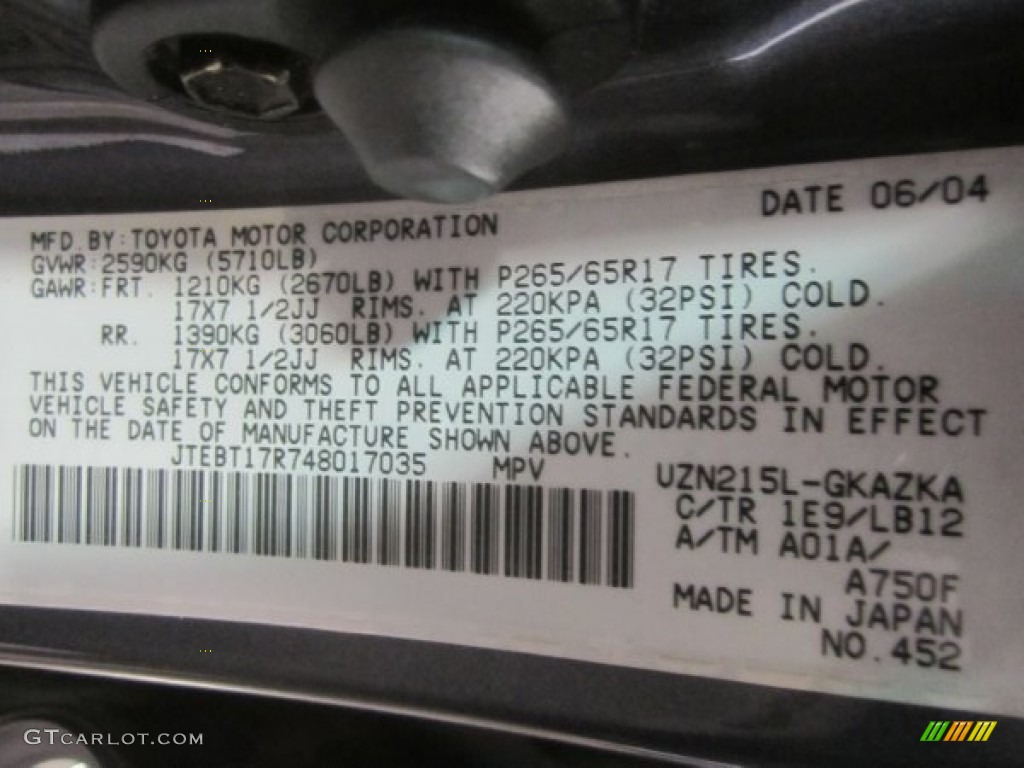 DATE 06/04
MFD. BY: TOYOTA MOTOR CORPORATION
GVWR: 2590KG (5710LB)
GAWR: FRT. 1210KG (2670LB) WITH P265/65R17 TIRES.
17X7 1/2JJ RIMS. AT 220KPA (32PSI) COLD.
RR. 1390KG (3060LB) WITH P265/65R17 TIRES.
17X7 1/2JJ RIMS. AT 220KPA (32PSI) COLD.
THIS VEHICLE CONFORMS TO ALL APPLICABLE FEDERAL MOTOR
VEHICLE SAFETY AND THEFT PREVENTION STANDARDS IN EFFECT
ON THE DATE OF MANUFACTURE SHOWN ABOVE.
JTEBT17R748017035 MPV
UZN215L-GKAZKA
C/TR 1E9/LB12
A/TM A01A/
A750F
MADE IN JAPAN
NO.452
GTCARLOT.COM